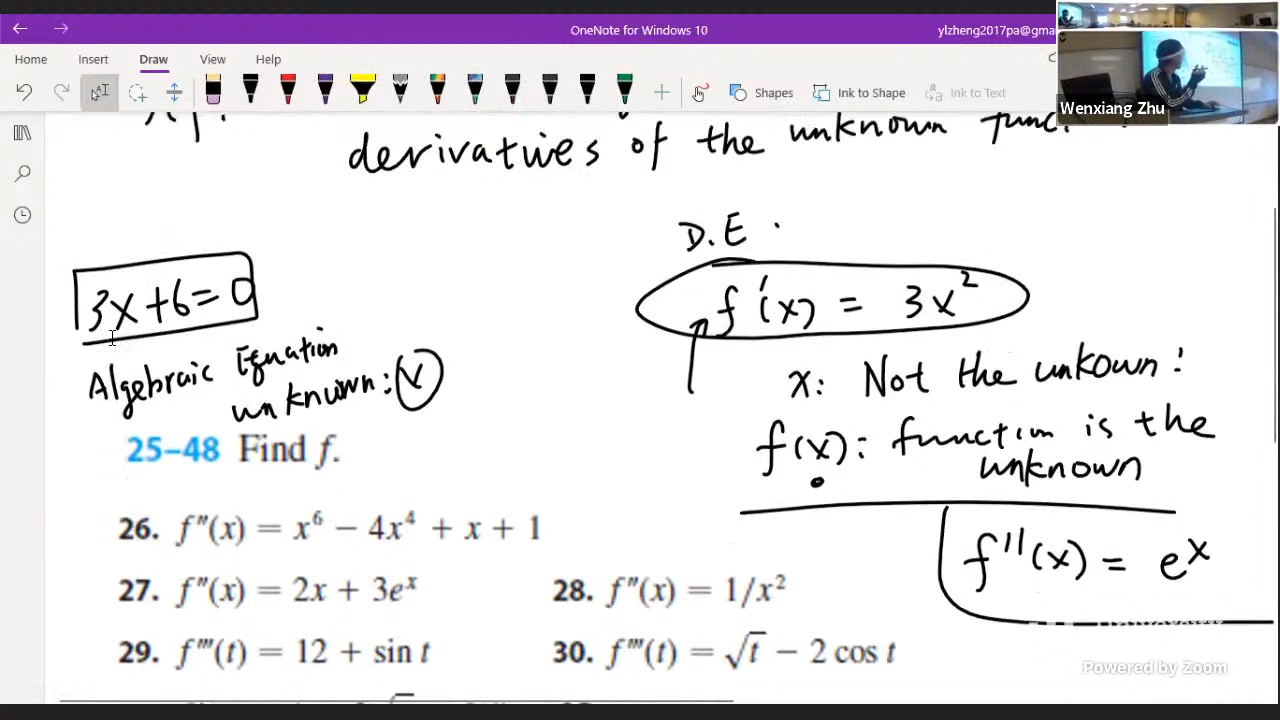 OneNote for Windows 10
ylzheng2017pa@gma
Home Insert Draw View Help
Shapes Ink to Shape Ink to Text
Wenxiang Zhu
derivatives of the unknown
D.E.
3x+6=0
f'(x) = 3x²
Algebraic Equation
unknown:
x: Not the unkown!
f(x): function is the
unknown
25–48 Find f.
26. f″(x) = x⁶ − 4x⁴ + x + 1
f''(x) = eˣ
27. f″(x) = 2x + 3eˣ
28. f″(x) = 1/x²
29. f‴(t) = 12 + sin t
30. f‴(t) = √t − 2 cos t
Powered by Zoom